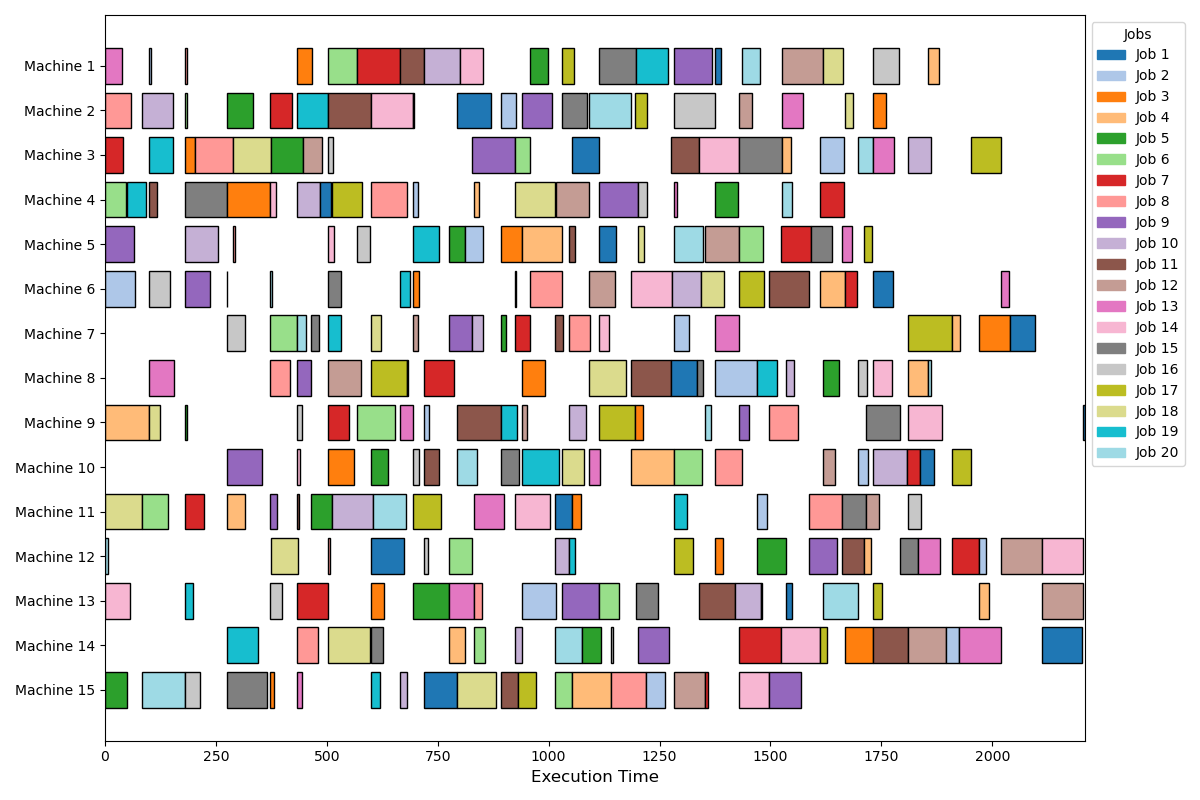 Machine 1
Machine 2
Machine 3
Machine 4
Machine 5
Machine 6
Machine 7
Machine 8
Machine 9
Machine 10
Machine 11
Machine 12
Machine 13
Machine 14
Machine 15
0 250 500 750 1000 1250 1500 1750 2000
Execution Time
Jobs
Job 1
Job 2
Job 3
Job 4
Job 5
Job 6
Job 7
Job 8
Job 9
Job 10
Job 11
Job 12
Job 13
Job 14
Job 15
Job 16
Job 17
Job 18
Job 19
Job 20